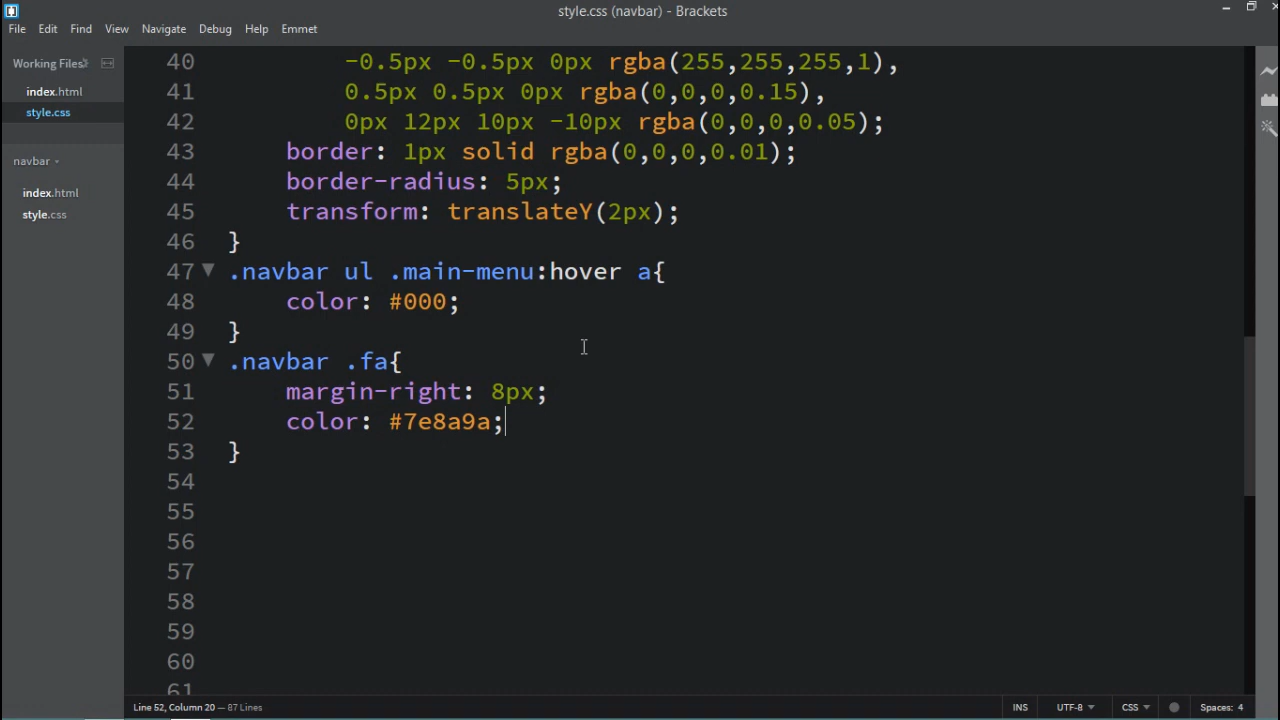 style.css (navbar) - Brackets
File Edit Find View Navigate Debug Help Emmet
Working Files
index.html
style.css
navbar
index.html
style.css
40 -0.5px -0.5px 0px rgba(255,255,255,1),
41 0.5px 0.5px 0px rgba(0,0,0,0.15),
42 0px 12px 10px -10px rgba(0,0,0,0.05);
43 border: 1px solid rgba(0,0,0,0.01);
44 border-radius: 5px;
45 transform: translateY(2px);
46 }
47 .navbar ul .main-menu:hover a{
48 color: #000;
49 }
50 .navbar .fa{
51 margin-right: 8px;
52 color: #7e8a9a;
53 }
54
55
56
57
58
59
60
61
Line 52, Column 20 — 87 Lines INS UTF-8 CSS Spaces: 4